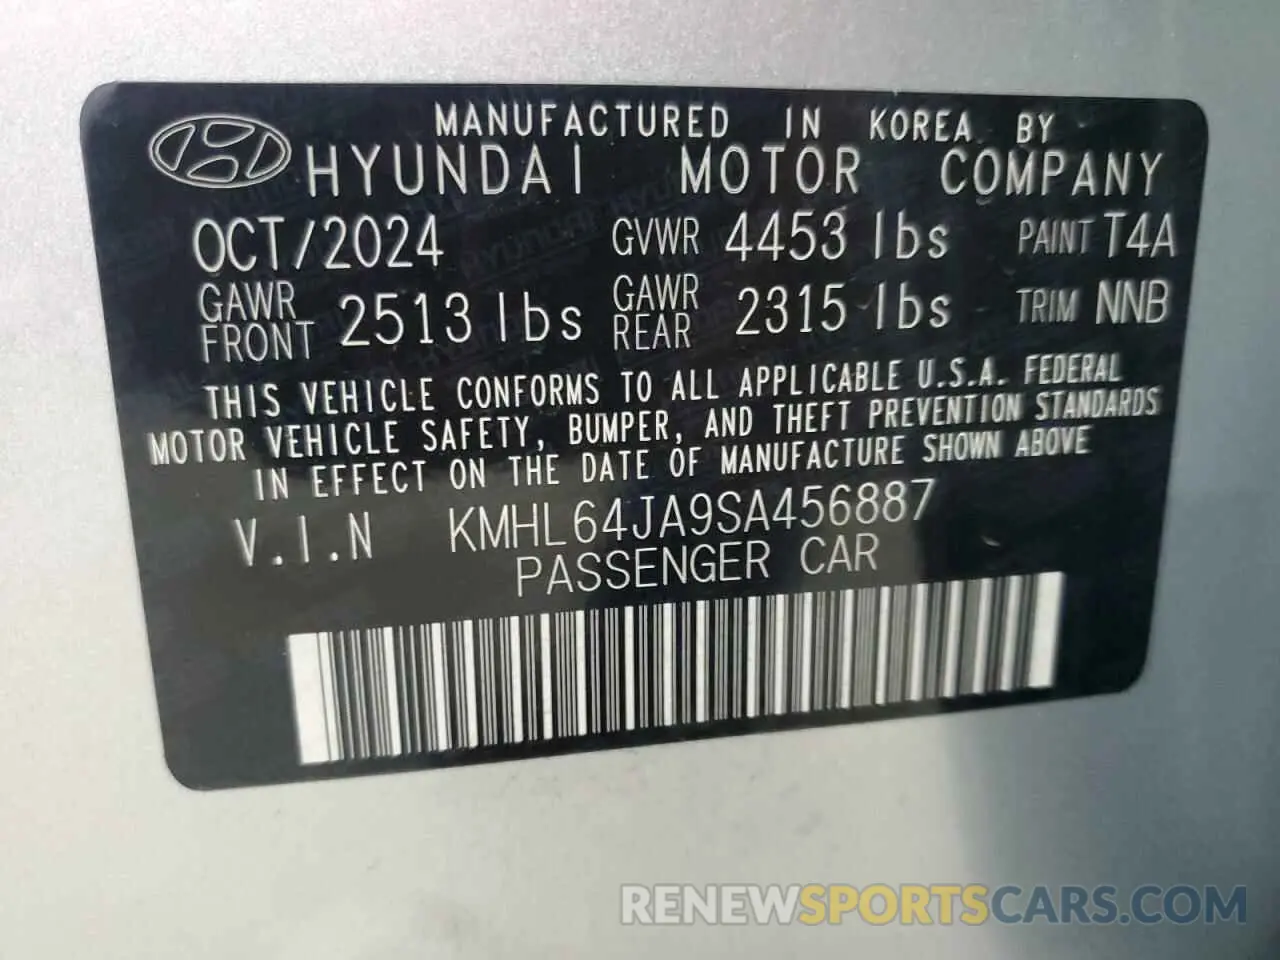 MANUFACTURED IN KOREA BY
HYUNDAI MOTOR COMPANY
OCT/2024 GVWR 4453 lbs PAINT T4A
GAWR FRONT 2513 lbs GAWR REAR 2315 lbs TRIM NNB
THIS VEHICLE CONFORMS TO ALL APPLICABLE U.S.A. FEDERAL
MOTOR VEHICLE SAFETY, BUMPER, AND THEFT PREVENTION STANDARDS
IN EFFECT ON THE DATE OF MANUFACTURE SHOWN ABOVE
V.I.N KMHL64JA9SA456887
PASSENGER CAR
RENEWSPORTSCARS.COM